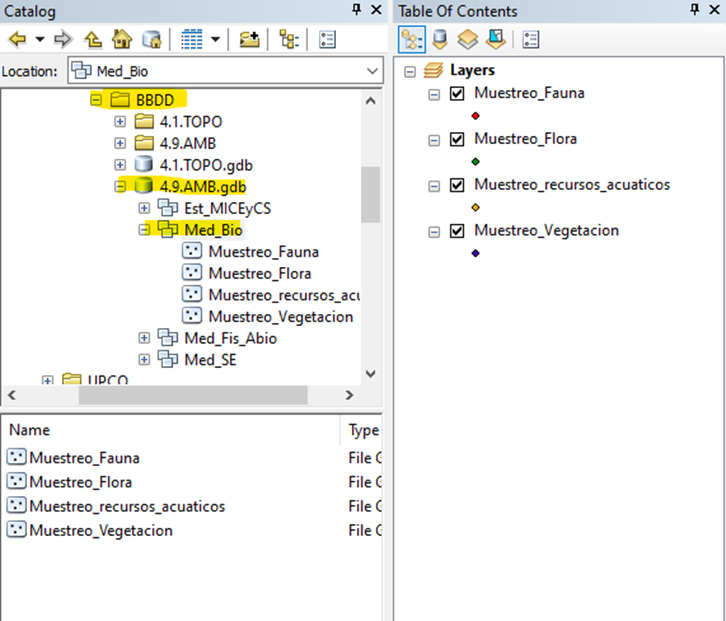 Catalog
Location: Med_Bio
BBDD
4.1.TOPO
4.9.AMB
4.1.TOPO.gdb
4.9.AMB.gdb
Est_MICEyCS
Med_Bio
Muestreo_Fauna
Muestreo_Flora
Muestreo_recursos_acu
Muestreo_Vegetacion
Med_Fis_Abio
Med_SE
UPCO
Name Type
Muestreo_Fauna File G
Muestreo_Flora File G
Muestreo_recursos_acuaticos File G
Muestreo_Vegetacion File G
Table Of Contents
Layers
Muestreo_Fauna
Muestreo_Flora
Muestreo_recursos_acuaticos
Muestreo_Vegetacion